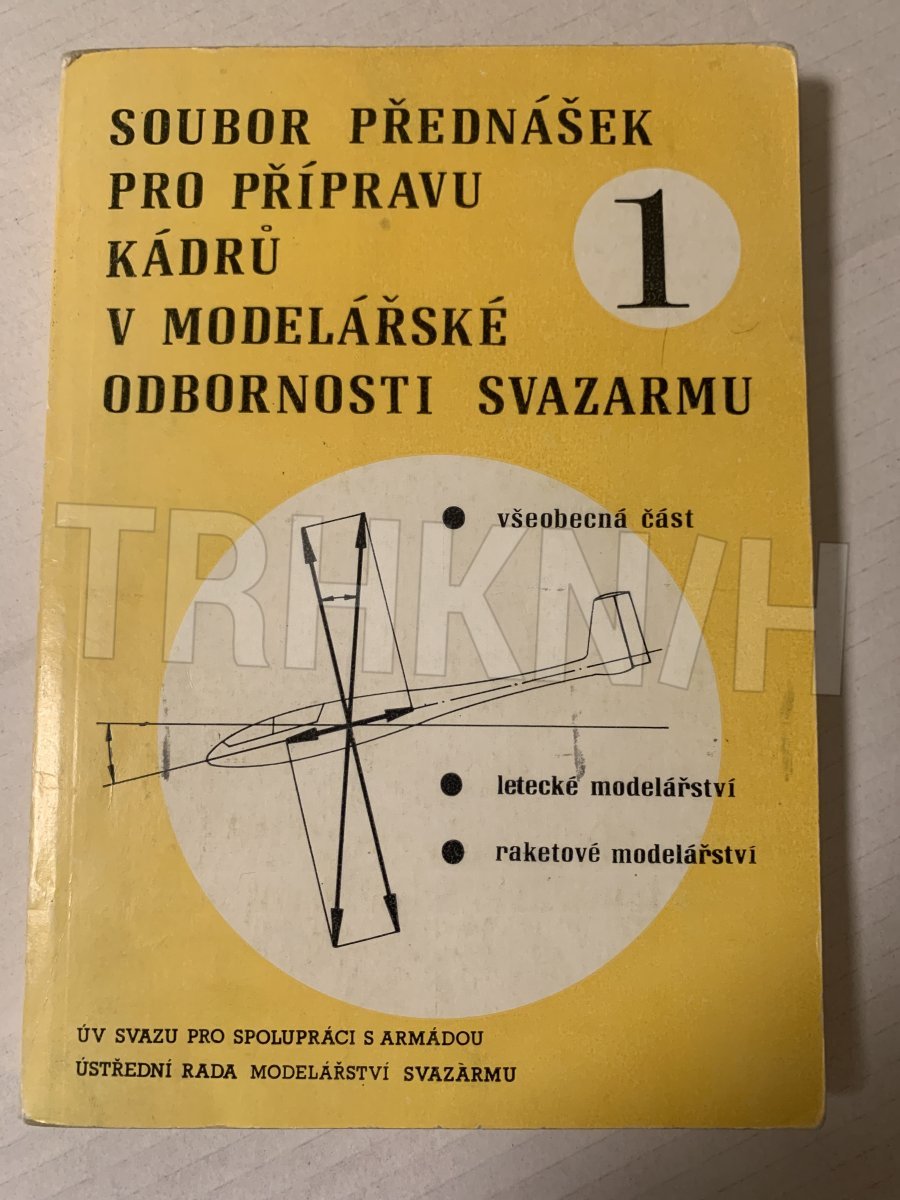 SOUBOR PŘEDNÁŠEK
PRO PŘÍPRAVU
KÁDRŮ
1
V MODELÁŘSKÉ
ODBORNOSTI SVAZARMU
všeobecná část
TRHKNIH
letecké modelářství
raketové modelářství
ÚV SVAZU PRO SPOLUPRÁCI S ARMÁDOU
ÚSTŘEDNÍ RADA MODELÁŘSTVÍ SVAZÀRMU